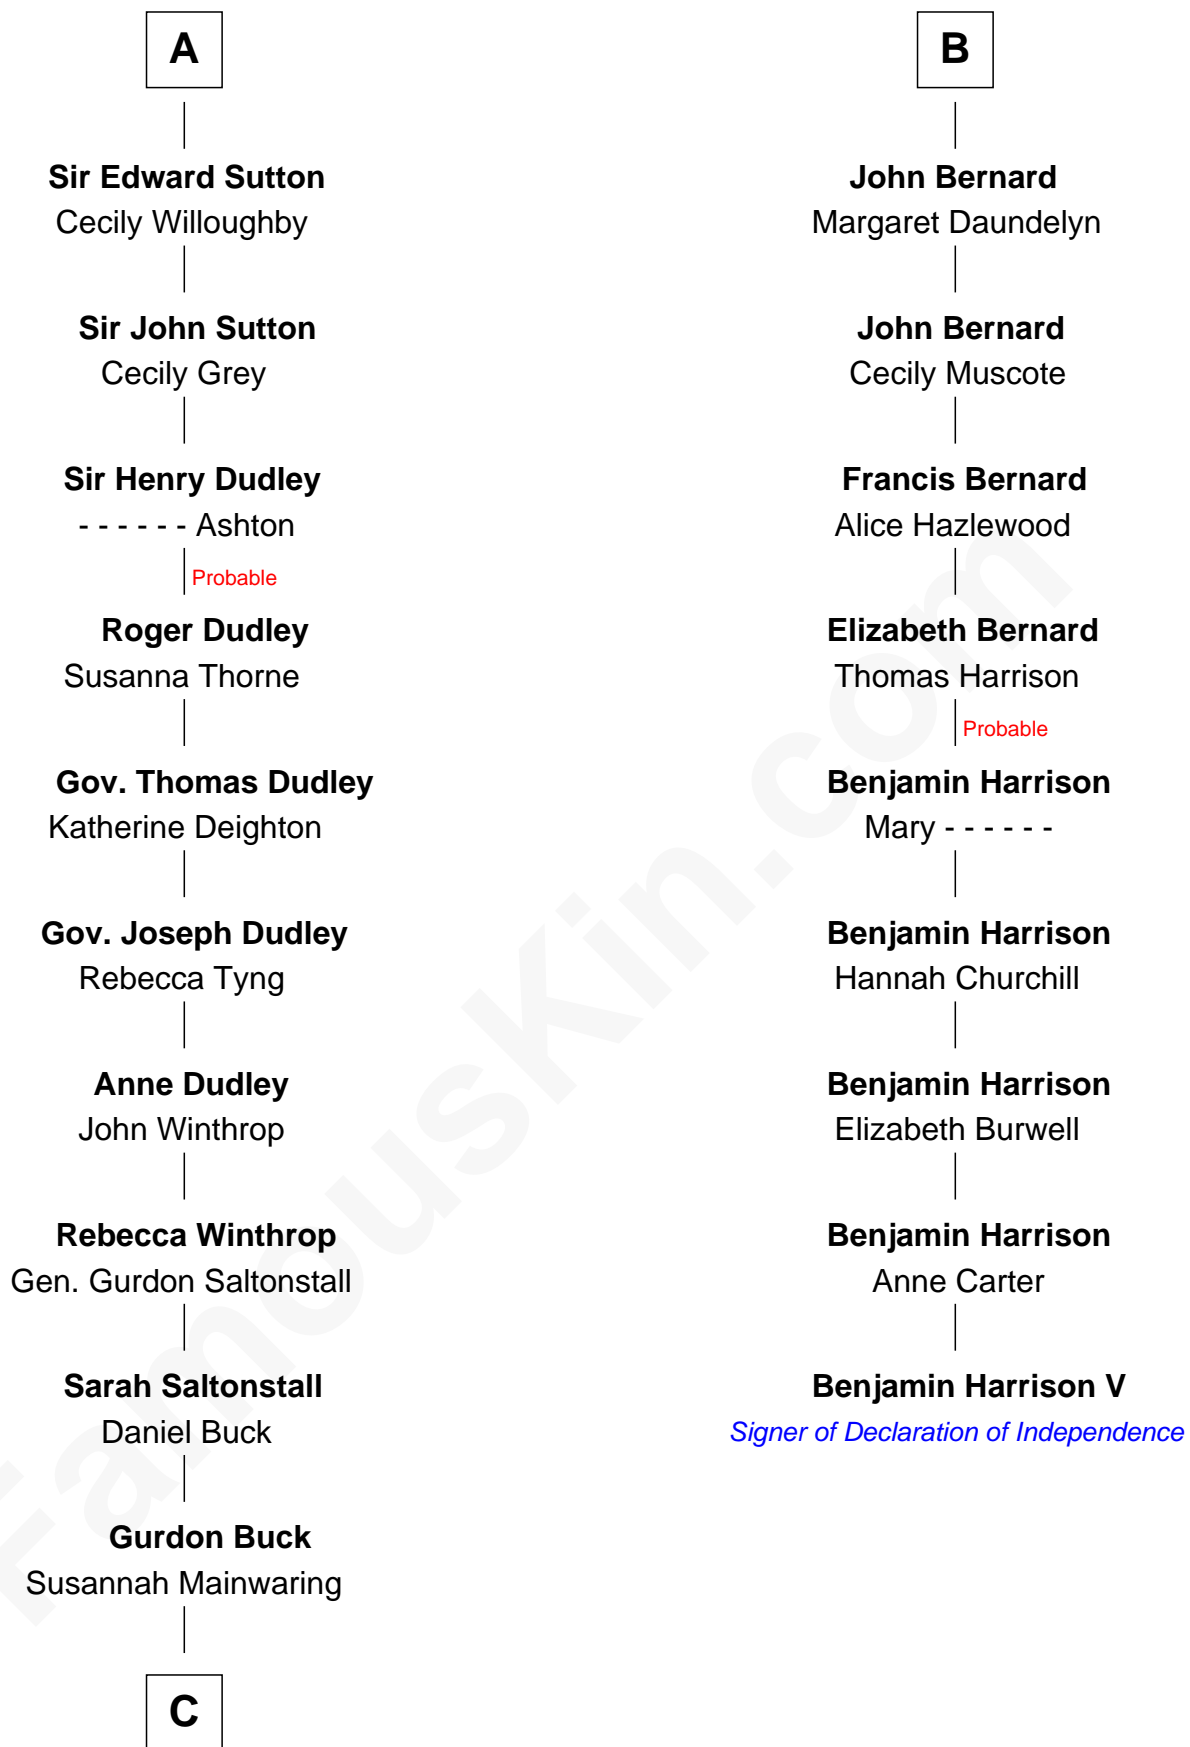 A
Sir Edward Sutton
Cecily Willoughby
Sir John Sutton
Cecily Grey
Sir Henry Dudley
- - - - - - Ashton
Probable
Roger Dudley
Susanna Thorne
Gov. Thomas Dudley
Katherine Deighton
Gov. Joseph Dudley
Rebecca Tyng
Anne Dudley
John Winthrop
Rebecca Winthrop
Gen. Gurdon Saltonstall
Sarah Saltonstall
Daniel Buck
Gurdon Buck
Susannah Mainwaring
C
B
John Bernard
Margaret Daundelyn
John Bernard
Cecily Muscote
Francis Bernard
Alice Hazlewood
Elizabeth Bernard
Thomas Harrison
Probable
Benjamin Harrison
Mary - - - - - -
Benjamin Harrison
Hannah Churchill
Benjamin Harrison
Elizabeth Burwell
Benjamin Harrison
Anne Carter
Benjamin Harrison V
Signer of Declaration of Independence
FamousKin.com